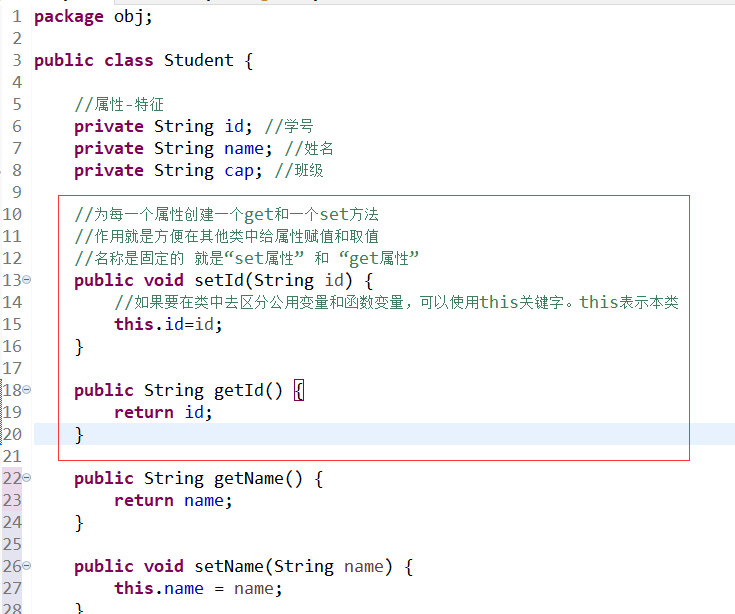 1 package obj;
2
3 public class Student {
4
5 //属性-特征
6 private String id; //学号
7 private String name; //姓名
8 private String cap; //班级
9
10 //为每一个属性创建一个get和一个set方法
11 //作用就是方便在其他类中给属性赋值和取值
12 //名称是固定的 就是“set属性” 和 “get属性”
13 public void setId(String id) {
14 //如果要在类中去区分公用变量和函数变量，可以使用this关键字。this表示本类
15 this.id=id;
16 }
17
18 public String getId() {
19 return id;
20 }
21
22 public String getName() {
23 return name;
24 }
25
26 public void setName(String name) {
27 this.name = name;
28 }